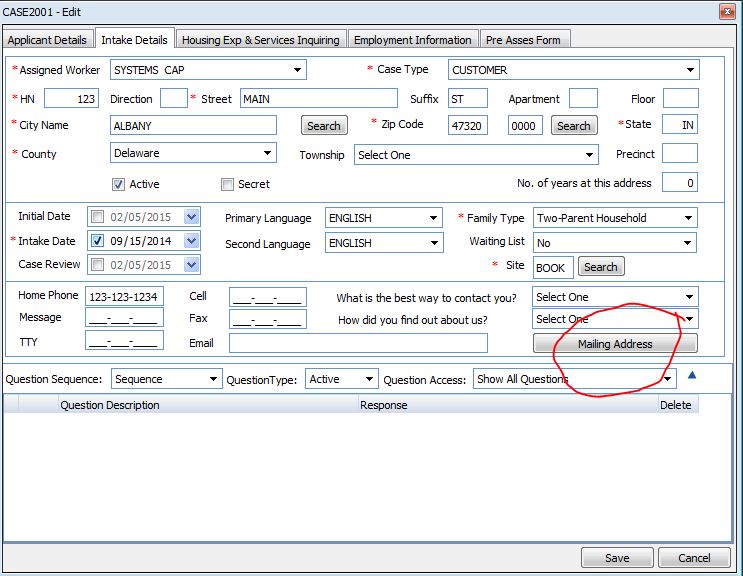 CASE2001 - Edit
Applicant Details Intake Details Housing Exp & Services Inquiring Employment Information Pre Asses Form
* Assigned Worker SYSTEMS CAP * Case Type CUSTOMER
* HN 123 Direction * Street MAIN Suffix ST Apartment Floor
* City Name ALBANY Search * Zip Code 47320 0000 Search * State IN
* County Delaware Township Select One Precinct
Active Secret No. of years at this address 0
Initial Date 02/05/2015 Primary Language ENGLISH * Family Type Two-Parent Household
* Intake Date 09/15/2014 Second Language ENGLISH Waiting List No
Case Review 02/05/2015 * Site BOOK Search
Home Phone 123-123-1234 Cell ___-___-____ What is the best way to contact you? Select One
Message ___-___-____ Fax ___-___-____ How did you find out about us? Select One
TTY ___-___-____ Email Mailing Address
Question Sequence: Sequence QuestionType: Active Question Access: Show All Questions
Question Description Response Delete
Save Cancel